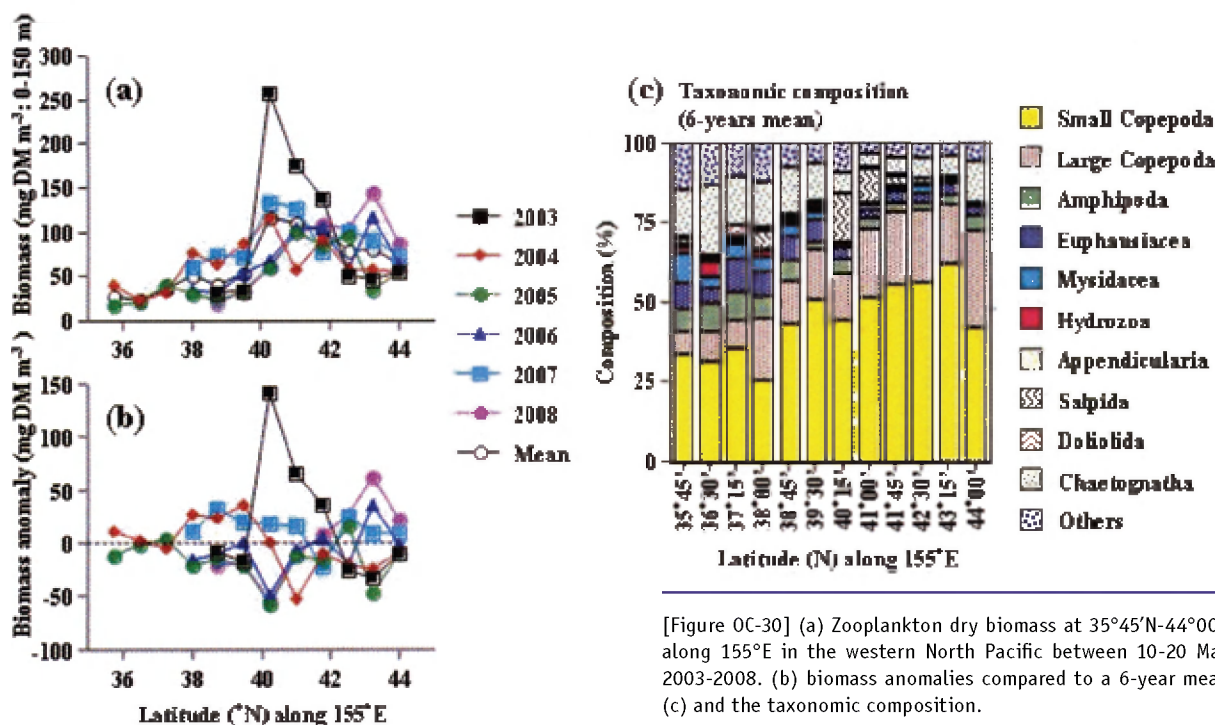 (a)
Biomass (mg DM m⁻³: 0-150 m)
300
250
200
150
100
50
0
36 38 40 42 44
2003
2004
2005
2006
2007
2008
Mean
(b)
Biomass anomaly (mg DM m⁻³ )
150
100
50
0
-50
-100
36 38 40 42 44
Latitude (°N) along 155°E
(c) Taxonomic composition
(6-years mean)
Composition (%)
100
75
50
25
0
35°45'
36°30'
37°15'
38°00'
38°45'
39°30'
40°15'
41°00'
41°45'
42°30'
43°15'
44°00'
Latitude (N) along 155°E
Small Copepoda
Large Copepoda
Amphipoda
Euphausiacea
Mysidacea
Hydrozoa
Appendicularia
Salpida
Doliolida
Chaetognatha
Others
[Figure OC-30] (a) Zooplankton dry biomass at 35°45′N-44°00
along 155°E in the western North Pacific between 10-20 Ma
2003-2008. (b) biomass anomalies compared to a 6-year mea
(c) and the taxonomic composition.